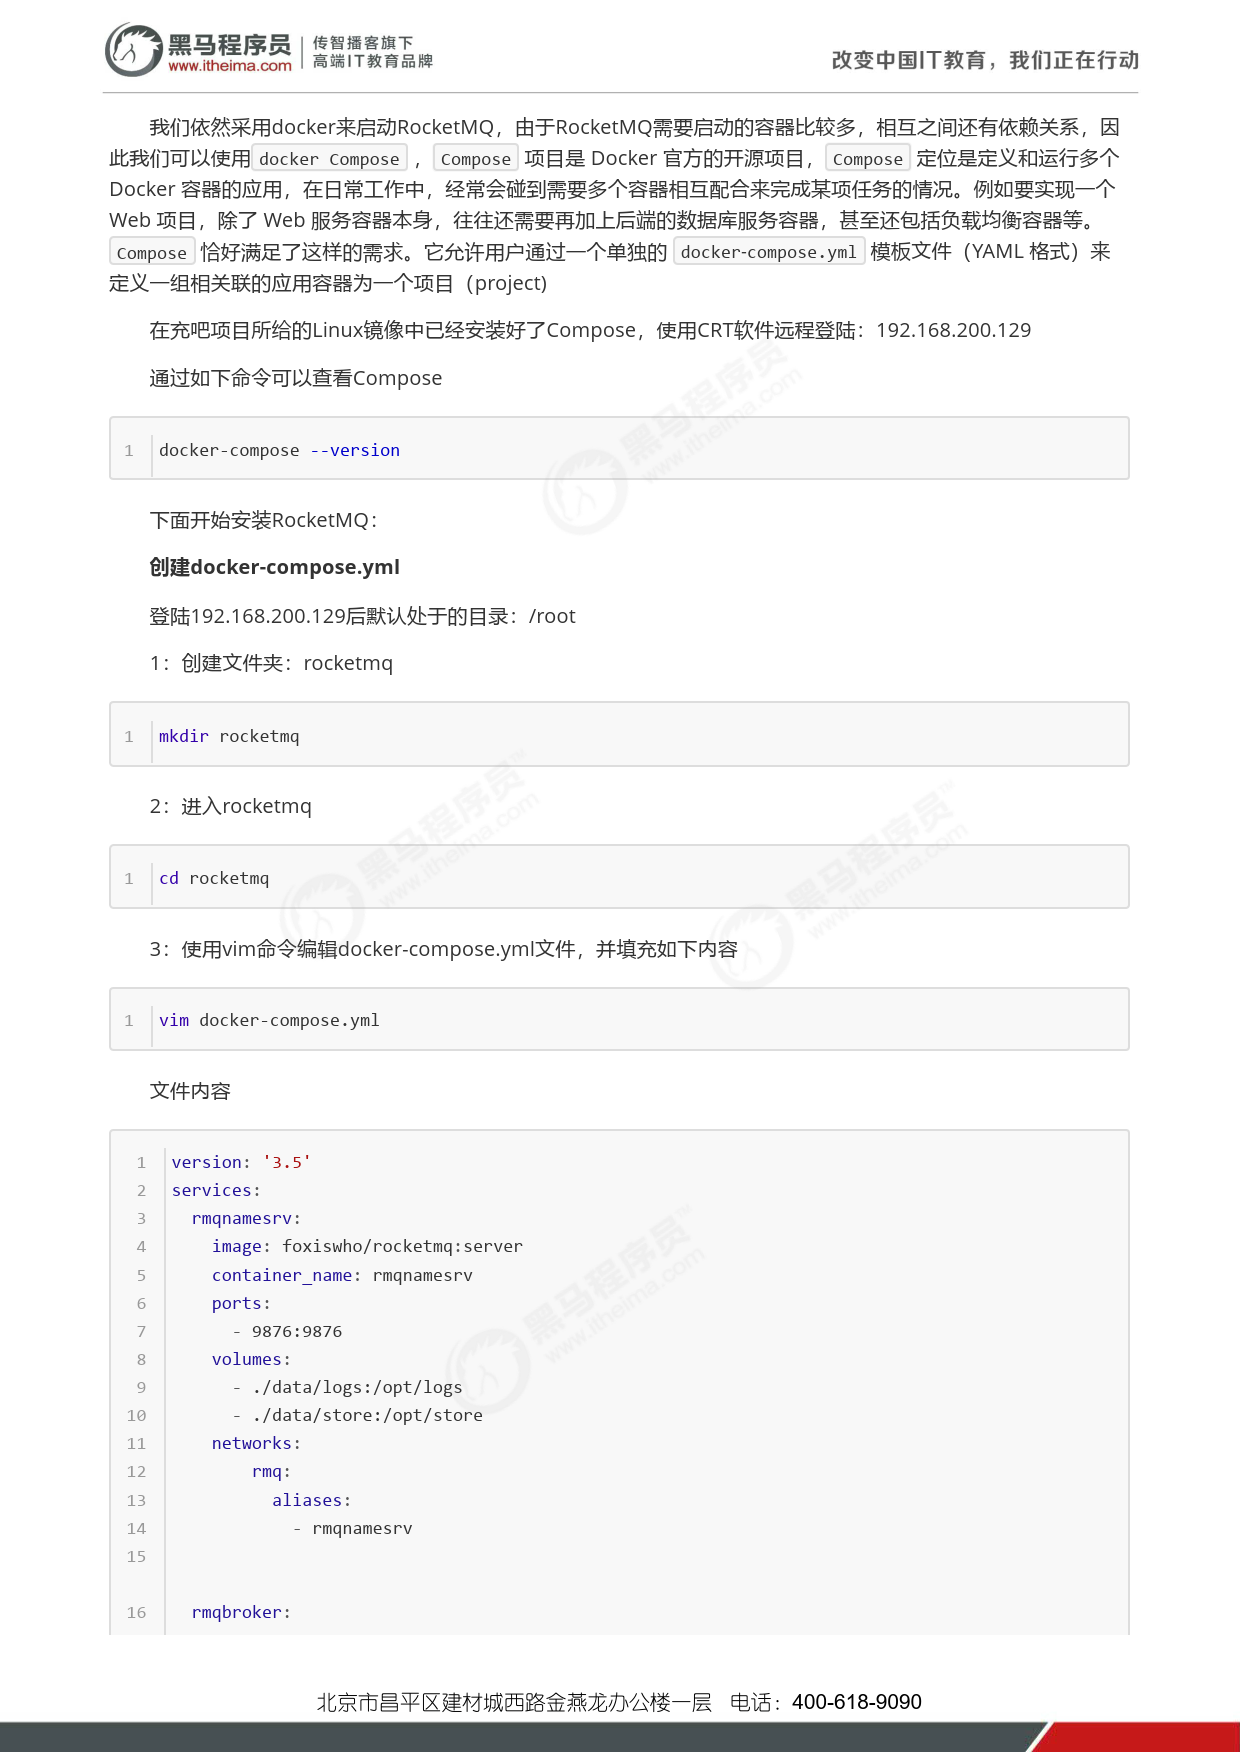 黑马程序员
www.itheima.com
传智播客旗下
高端IT教育品牌
改变中国IT教育，我们正在行动
我们依然采用docker来启动RocketMQ，由于RocketMQ需要启动的容器比较多，相互之间还有依赖关系，因
此我们可以使用 docker Compose ， Compose 项目是 Docker 官方的开源项目， Compose 定位是定义和运行多个
Docker 容器的应用，在日常工作中，经常会碰到需要多个容器相互配合来完成某项任务的情况。例如要实现一个
Web 项目，除了 Web 服务容器本身，往往还需要再加上后端的数据库服务容器，甚至还包括负载均衡容器等。
Compose 恰好满足了这样的需求。它允许用户通过一个单独的 docker-compose.yml 模板文件（YAML 格式）来
定义一组相关联的应用容器为一个项目（project）
在充吧项目所给的Linux镜像中已经安装好了Compose，使用CRT软件远程登陆：192.168.200.129
通过如下命令可以查看Compose
1 docker-compose --version
下面开始安装RocketMQ：
创建docker-compose.yml
登陆192.168.200.129后默认处于的目录：/root
1：创建文件夹：rocketmq
1 mkdir rocketmq
2：进入rocketmq
1 cd rocketmq
3：使用vim命令编辑docker-compose.yml文件，并填充如下内容
1 vim docker-compose.yml
文件内容
1 version: '3.5'
2 services:
3   rmqnamesrv:
4     image: foxiswho/rocketmq:server
5     container_name: rmqnamesrv
6     ports:
7       - 9876:9876
8     volumes:
9       - ./data/logs:/opt/logs
10       - ./data/store:/opt/store
11     networks:
12         rmq:
13           aliases:
14             - rmqnamesrv
15
16   rmqbroker:
北京市昌平区建材城西路金燕龙办公楼一层 电话：400-618-9090